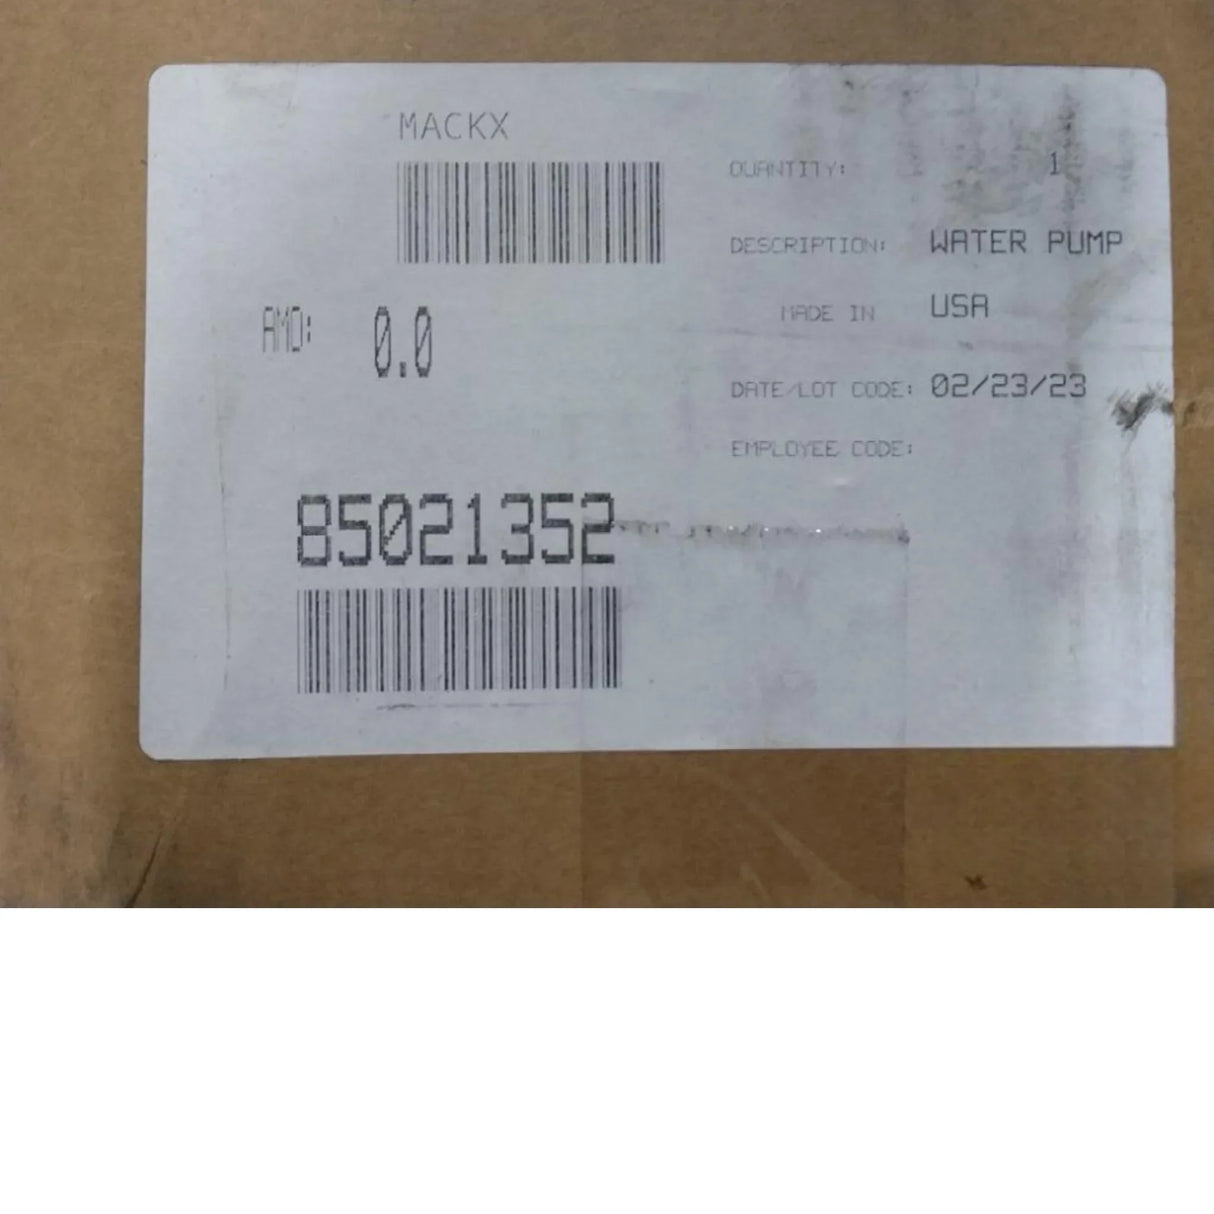 MACKX
QUANTITY: 1
DESCRIPTION: WATER PUMP
MADE IN USA
AMO: 0.0
DATE/LOT CODE: 02/23/23
EMPLOYEE CODE:
85021352